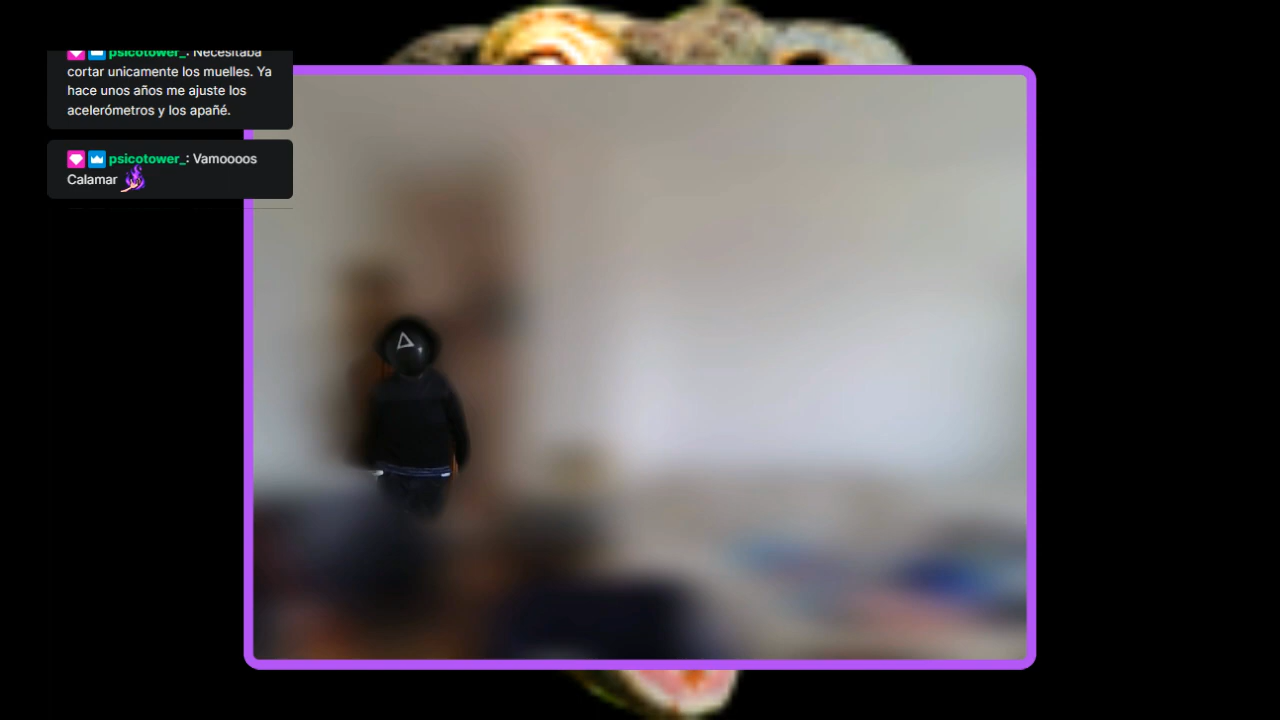 psicotower_: Necesitaba
cortar unicamente los muelles. Ya
hace unos años me ajuste los
acelerómetros y los apañé.
psicotower_: Vamoooos
Calamar